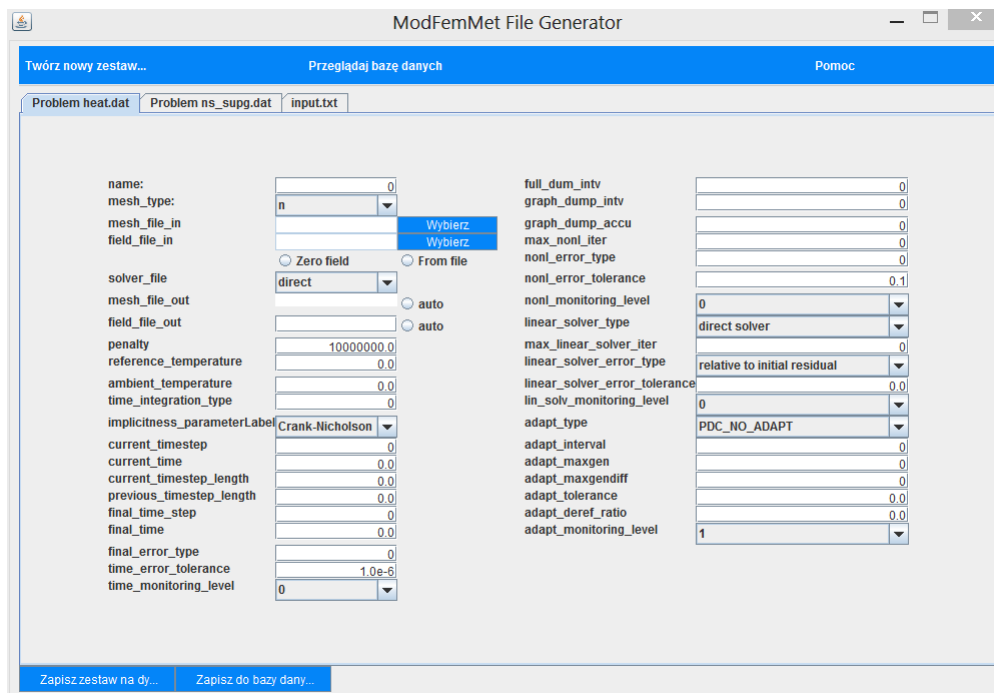 ModFemMet File Generator
Twórz nowy zestaw... Przeglądaj bazę danych Pomoc
Problem heat.dat Problem ns_supg.dat input.txt
name: 0
mesh_type: n
mesh_file_in Wybierz
field_file_in Wybierz
Zero field From file
solver_file direct
mesh_file_out auto
field_file_out auto
penalty 10000000.0
reference_temperature 0.0
ambient_temperature 0.0
time_integration_type 0
implicitness_parameterLabel Crank-Nicholson
current_timestep 0
current_time 0.0
current_timestep_length 0.0
previous_timestep_length 0.0
final_time_step 0
final_time 0.0
final_error_type 0
time_error_tolerance 1.0e-6
time_monitoring_level 0
full_dum_intv 0
graph_dump_intv 0
graph_dump_accu 0
max_nonl_iter 0
nonl_error_type 0
nonl_error_tolerance 0.1
nonl_monitoring_level 0
linear_solver_type direct solver
max_linear_solver_iter 0
linear_solver_error_type relative to initial residual
linear_solver_error_tolerance 0.0
lin_solv_monitoring_level 0
adapt_type PDC_NO_ADAPT
adapt_interval 0
adapt_maxgen 0
adapt_maxgendiff 0
adapt_tolerance 0.0
adapt_deref_ratio 0.0
adapt_monitoring_level 1
Zapisz zestaw na dy... Zapisz do bazy dany...